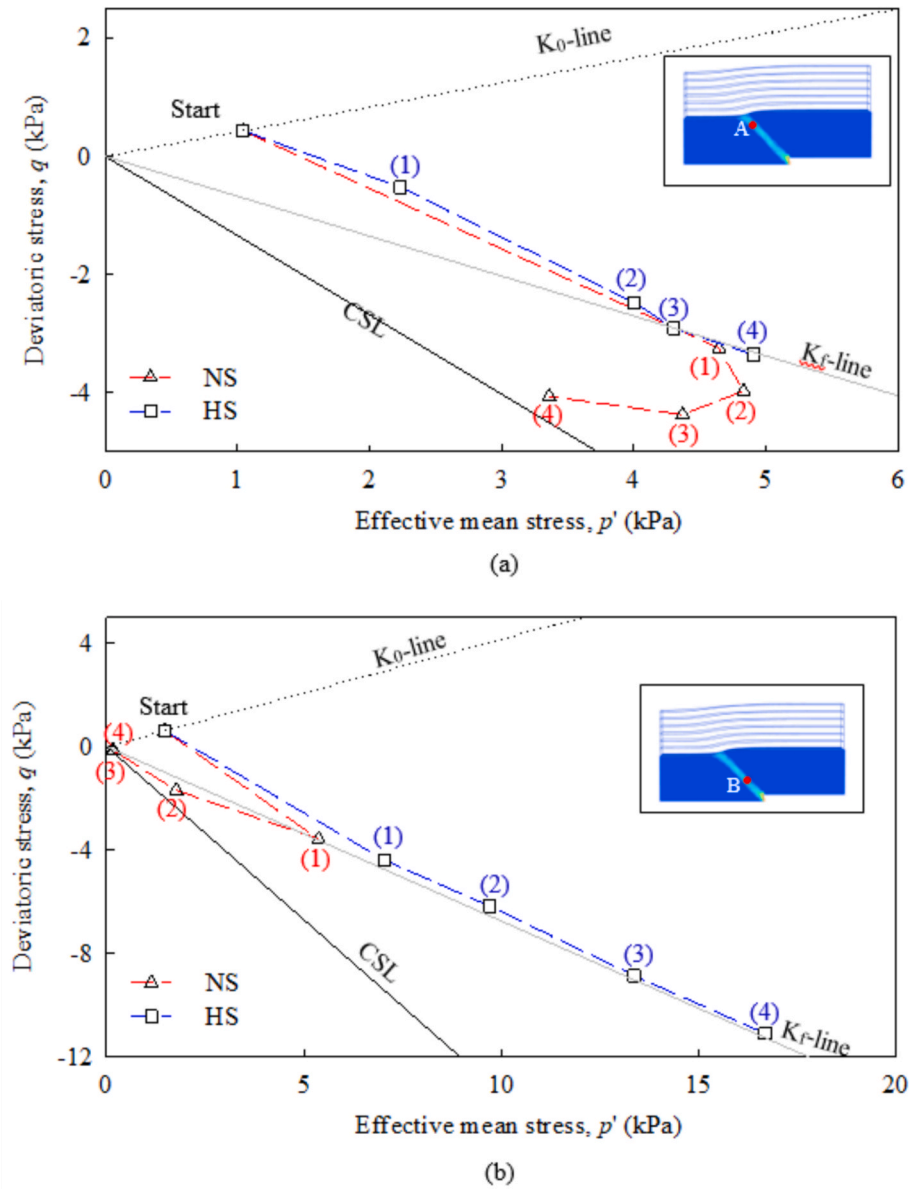 2
0
-2
-4
Deviatoric stress, q (kPa)
K0-line
Start
A
(1)
(2)
(3)
(4)
CSL
Kf-line
(1)
(2)
(3)
(4)
NS
HS
0 1 2 3 4 5 6
Effective mean stress, p' (kPa)
(a)
4
0
-4
-8
-12
Deviatoric stress, q (kPa)
K0-line
Start
B
(4)
(3)
(2)
(1)
(1)
(2)
(3)
(4)
CSL
Kf-line
NS
HS
0 5 10 15 20
Effective mean stress, p' (kPa)
(b)